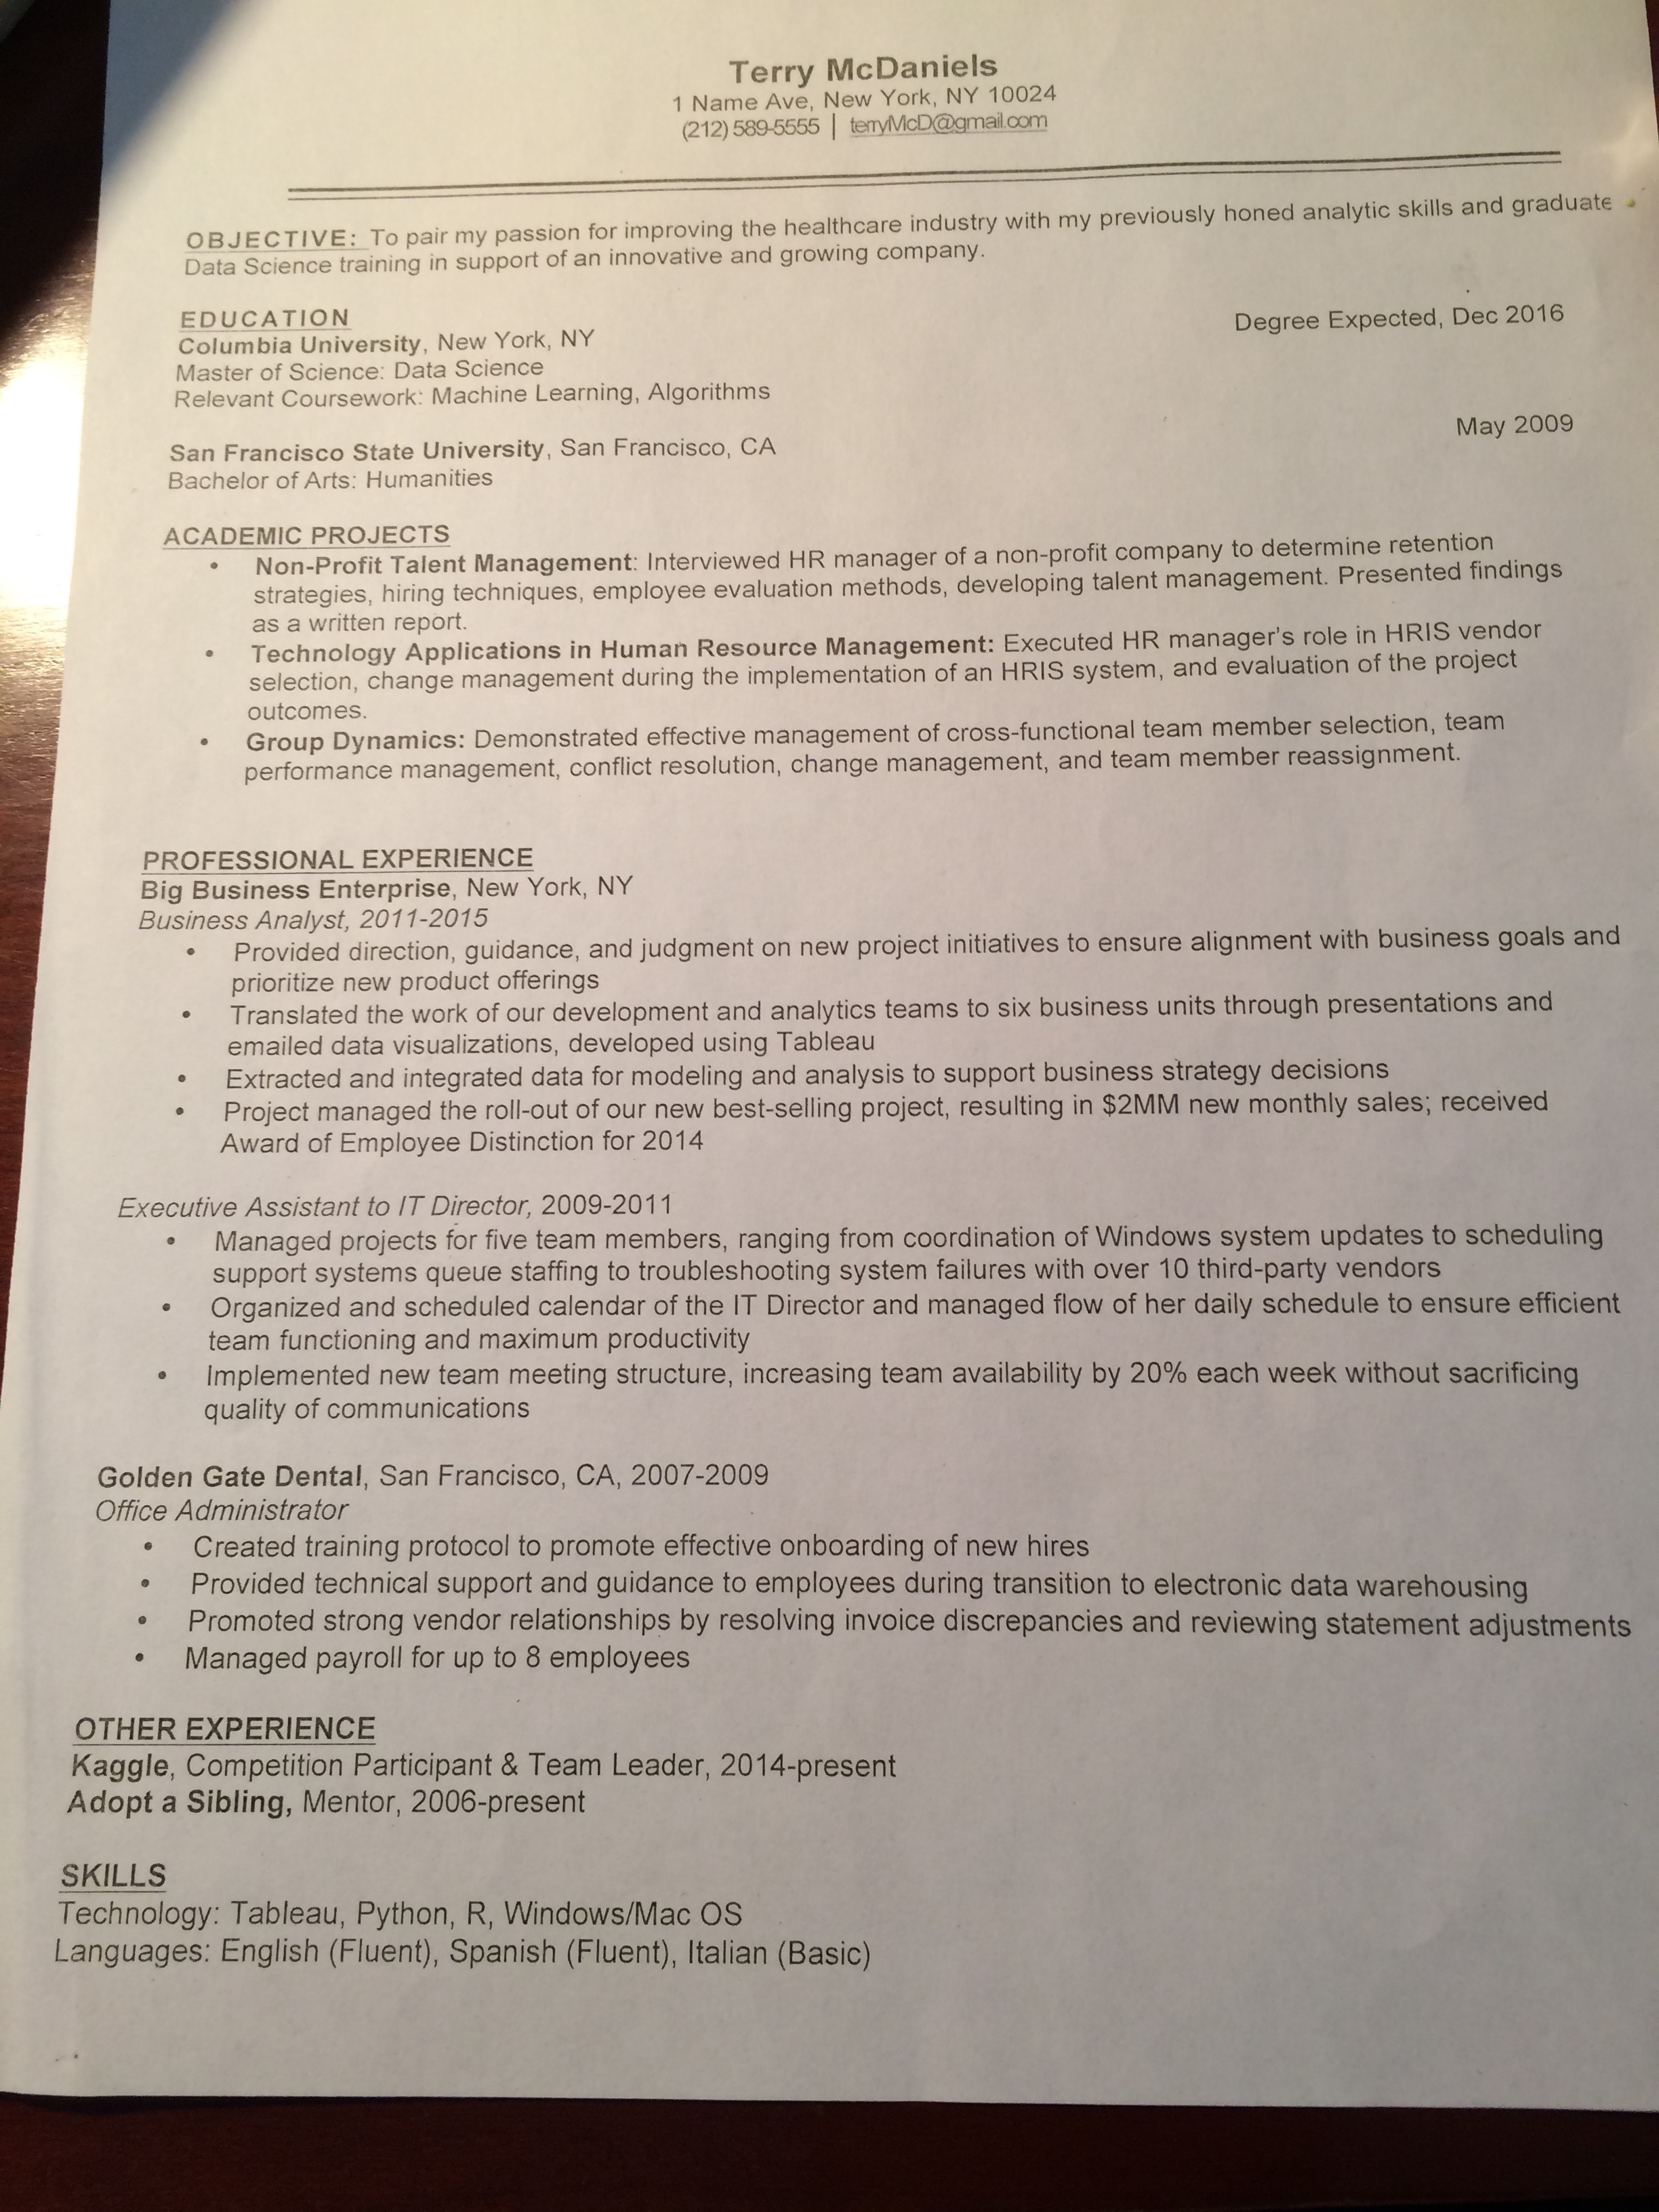 Terry McDaniels
1 Name Ave, New York, NY 10024
(212) 589-5555 | terryMcD@gmail.com
OBJECTIVE: To pair my passion for improving the healthcare industry with my previously honed analytic skills and graduate
Data Science training in support of an innovative and growing company.
EDUCATION
Degree Expected, Dec 2016
Columbia University, New York, NY
Master of Science: Data Science
Relevant Coursework: Machine Learning, Algorithms
May 2009
San Francisco State University, San Francisco, CA
Bachelor of Arts: Humanities
ACADEMIC PROJECTS
• Non-Profit Talent Management: Interviewed HR manager of a non-profit company to determine retention
strategies, hiring techniques, employee evaluation methods, developing talent management. Presented findings
as a written report.
• Technology Applications in Human Resource Management: Executed HR manager's role in HRIS vendor
selection, change management during the implementation of an HRIS system, and evaluation of the project
outcomes.
• Group Dynamics: Demonstrated effective management of cross-functional team member selection, team
performance management, conflict resolution, change management, and team member reassignment.
PROFESSIONAL EXPERIENCE
Big Business Enterprise, New York, NY
Business Analyst, 2011-2015
• Provided direction, guidance, and judgment on new project initiatives to ensure alignment with business goals and
prioritize new product offerings
• Translated the work of our development and analytics teams to six business units through presentations and
emailed data visualizations, developed using Tableau
• Extracted and integrated data for modeling and analysis to support business strategy decisions
• Project managed the roll-out of our new best-selling project, resulting in $2MM new monthly sales; received
Award of Employee Distinction for 2014
Executive Assistant to IT Director, 2009-2011
• Managed projects for five team members, ranging from coordination of Windows system updates to scheduling
support systems queue staffing to troubleshooting system failures with over 10 third-party vendors
• Organized and scheduled calendar of the IT Director and managed flow of her daily schedule to ensure efficient
team functioning and maximum productivity
• Implemented new team meeting structure, increasing team availability by 20% each week without sacrificing
quality of communications
Golden Gate Dental, San Francisco, CA, 2007-2009
Office Administrator
• Created training protocol to promote effective onboarding of new hires
• Provided technical support and guidance to employees during transition to electronic data warehousing
• Promoted strong vendor relationships by resolving invoice discrepancies and reviewing statement adjustments
• Managed payroll for up to 8 employees
OTHER EXPERIENCE
Kaggle, Competition Participant & Team Leader, 2014-present
Adopt a Sibling, Mentor, 2006-present
SKILLS
Technology: Tableau, Python, R, Windows/Mac OS
Languages: English (Fluent), Spanish (Fluent), Italian (Basic)